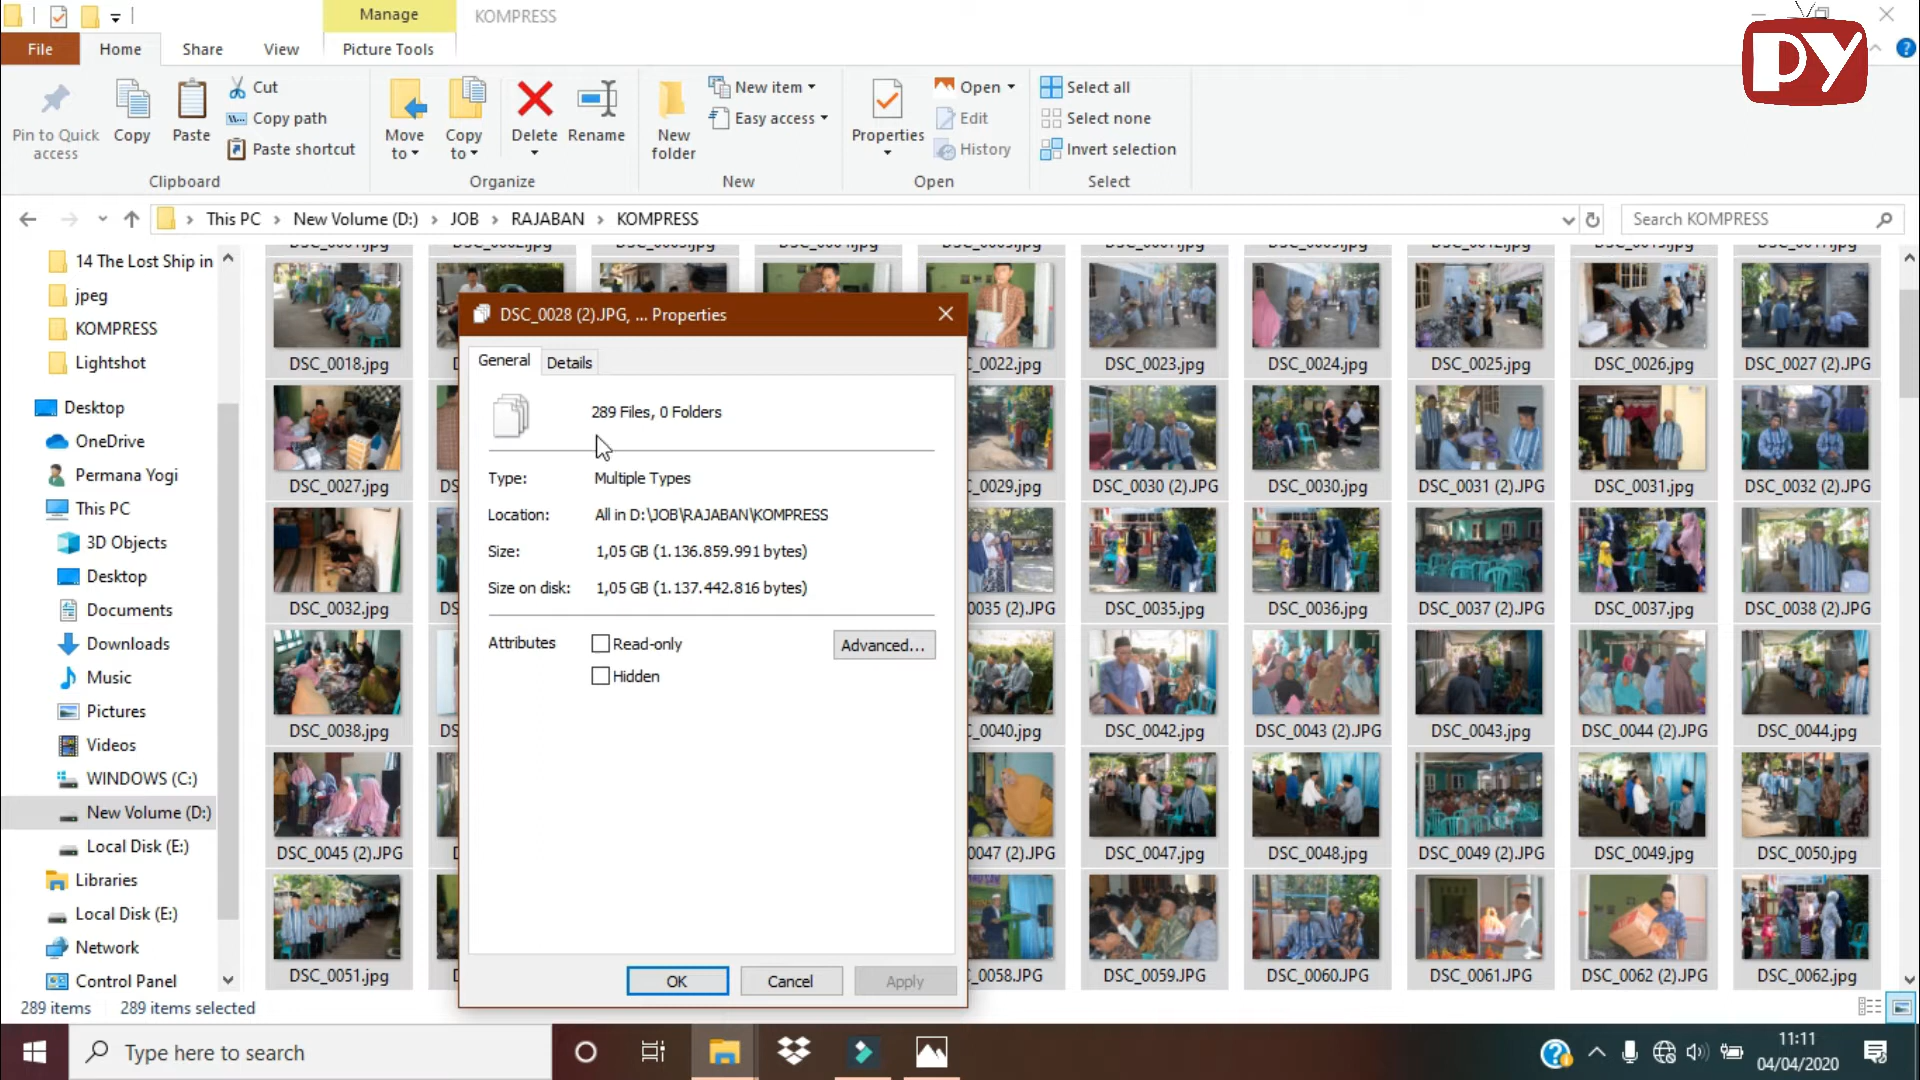 Manage
KOMPRESS
PY
File
Home
Share
View
Picture Tools
Pin to Quick access
Copy
Paste
Cut
Copy path
Paste shortcut
Move to
Copy to
Delete
Rename
New folder
New item
Easy access
Properties
Open
Edit
History
Select all
Select none
Invert selection
Clipboard
Organize
New
Open
Select
This PC
New Volume (D:)
JOB
RAJABAN
KOMPRESS
Search KOMPRESS
14 The Lost Ship in
jpeg
KOMPRESS
Lightshot
Desktop
OneDrive
Permana Yogi
This PC
3D Objects
Desktop
Documents
Downloads
Music
Pictures
Videos
WINDOWS (C:)
New Volume (D:)
Local Disk (E:)
Libraries
Local Disk (E:)
Network
Control Panel
DSC_0018.jpg
_0022.jpg
DSC_0023.jpg
DSC_0024.jpg
DSC_0025.jpg
DSC_0026.jpg
DSC_0027 (2).JPG
DSC_0027.jpg
DS
_0029.jpg
DSC_0030 (2).JPG
DSC_0030.jpg
DSC_0031 (2).JPG
DSC_0031.jpg
DSC_0032 (2).JPG
DSC_0032.jpg
DS
0035 (2).JPG
DSC_0035.jpg
DSC_0036.jpg
DSC_0037 (2).JPG
DSC_0037.jpg
DSC_0038 (2).JPG
DSC_0038.jpg
DS
_0040.jpg
DSC_0042.jpg
DSC_0043 (2).JPG
DSC_0043.jpg
DSC_0044 (2).JPG
DSC_0044.jpg
DSC_0045 (2).JPG
0047 (2).JPG
DSC_0047.jpg
DSC_0048.jpg
DSC_0049 (2).JPG
DSC_0049.jpg
DSC_0050.jpg
DSC_0051.jpg
_0058.JPG
DSC_0059.JPG
DSC_0060.JPG
DSC_0061.JPG
DSC_0062 (2).JPG
DSC_0062.jpg
DSC_0028 (2).JPG, ... Properties
General
Details
289 Files, 0 Folders
Type: Multiple Types
Location: All in D:\JOB\RAJABAN\KOMPRESS
Size: 1,05 GB (1.136.859.991 bytes)
Size on disk: 1,05 GB (1.137.442.816 bytes)
Attributes
Read-only
Hidden
Advanced...
OK
Cancel
Apply
289 items
289 items selected
Type here to search
11:11
04/04/2020